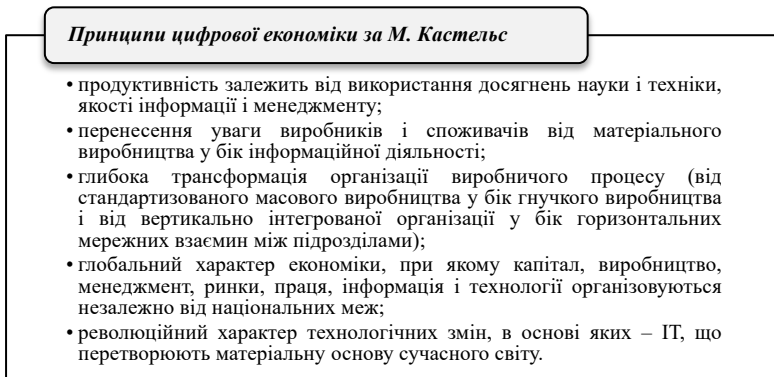 Принципи цифрової економіки за М. Кастельс
• продуктивність залежить від використання досягнень науки і техніки,
якості інформації і менеджменту;
• перенесення уваги виробників і споживачів від матеріального
виробництва у бік інформаційної діяльності;
• глибока трансформація організації виробничого процесу (від
стандартизованого масового виробництва у бік гнучкого виробництва
і від вертикально інтегрованої організації у бік горизонтальних
мережних взаємин між підрозділами);
• глобальний характер економіки, при якому капітал, виробництво,
менеджмент, ринки, праця, інформація і технології організовуються
незалежно від національних меж;
• революційний характер технологічних змін, в основі яких – ІТ, що
перетворюють матеріальну основу сучасного світу.